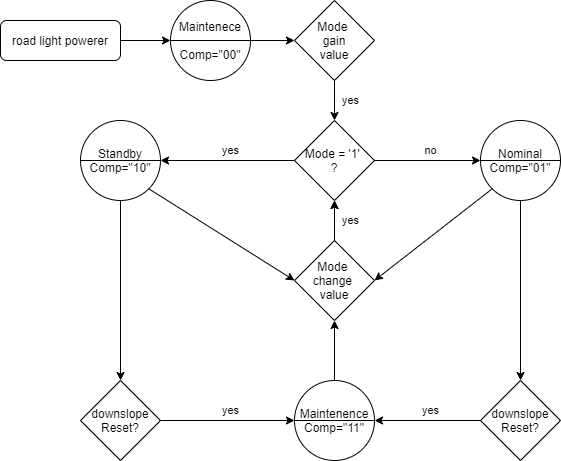 road light powerer
Maintenece
Comp="00"
Mode
gain
value
yes
Standby
Comp="10"
yes
Mode = '1'
?
no
Nominal
Comp="01"
yes
Mode
change
value
downslope
Reset?
yes
Maintenence
Comp="11"
yes
downslope
Reset?